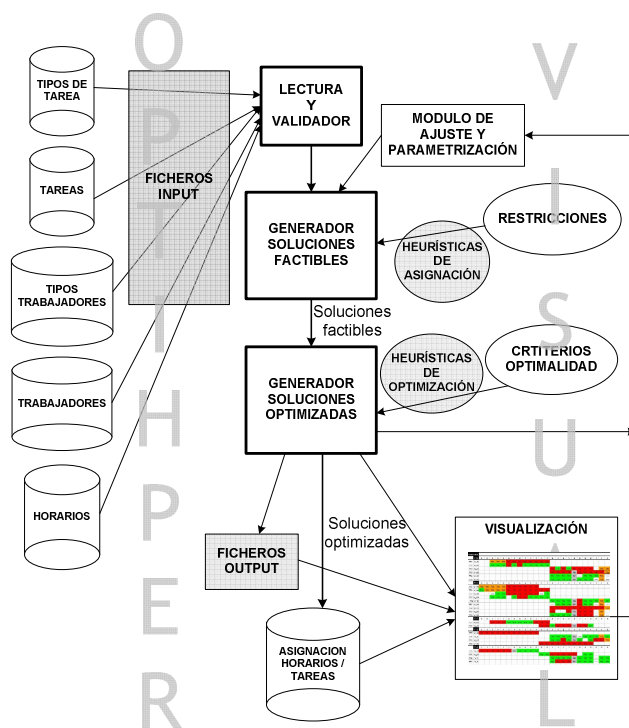 TIPOS DE
TAREA
TAREAS
TIPOS
TRABAJADORES
TRABAJADORES
HORARIOS
FICHEROS
INPUT
LECTURA
Y
VALIDADOR
MODULO DE
AJUSTE Y
PARAMETRIZACIÓN
GENERADOR
SOLUCIONES
FACTIBLES
HEURÍSTICAS
DE
ASIGNACIÓN
RESTRICCIONES
Soluciones
factibles
GENERADOR
SOLUCIONES
OPTIMIZADAS
HEURÍSTICAS
DE
OPTIMIZACIÓN
CRTITERIOS
OPTIMALIDAD
Soluciones
optimizadas
FICHEROS
OUTPUT
ASIGNACION
HORARIOS /
TAREAS
VISUALIZACIÓN
OPTIHPER
VISUAL